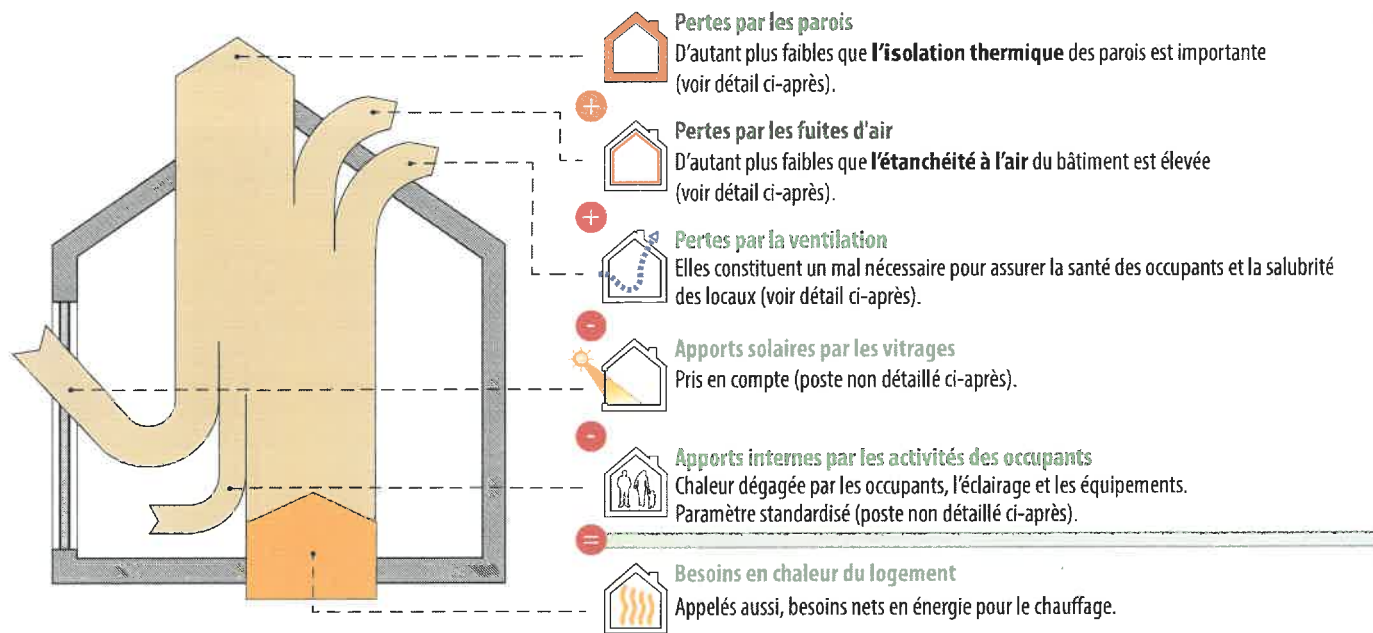 Pertes par les parois
D'autant plus faibles que l'isolation thermique des parois est importante
(voir détail ci-après).
+
Pertes par les fuites d'air
D'autant plus faibles que l'étanchéité à l'air du bâtiment est élevée
(voir détail ci-après).
+
Pertes par la ventilation
Elles constituent un mal nécessaire pour assurer la santé des occupants et la salubrité
des locaux (voir détail ci-après).
-
Apports solaires par les vitrages
Pris en compte (poste non détaillé ci-après).
-
Apports internes par les activités des occupants
Chaleur dégagée par les occupants, l'éclairage et les équipements.
Paramètre standardisé (poste non détaillé ci-après).
=
Besoins en chaleur du logement
Appelés aussi, besoins nets en énergie pour le chauffage.